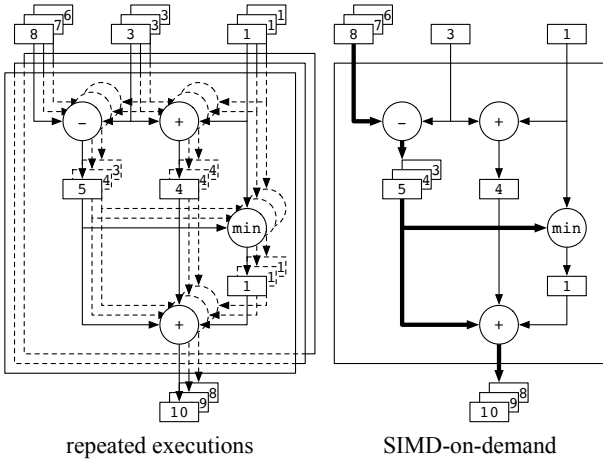 6 3 1 6
7 3 1 7
8 3 1 8 3 1
- + - +
3 4 3
4 4 4
5 4 5 4
min min
1
1
1 1
+ +
8 8
9 9
10 10
repeated executions SIMD-on-demand